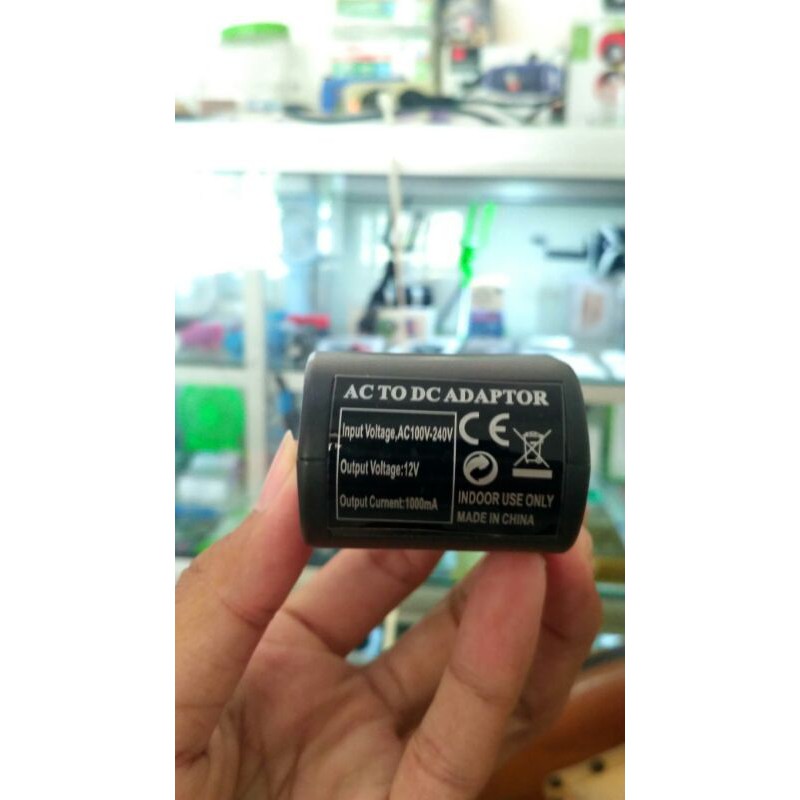 AC TO DC ADAPTOR
Input Voltage,AC100V-240V
Output Voltage:12V
Output Current:1000mA
CE
INDOOR USE ONLY
MADE IN CHINA